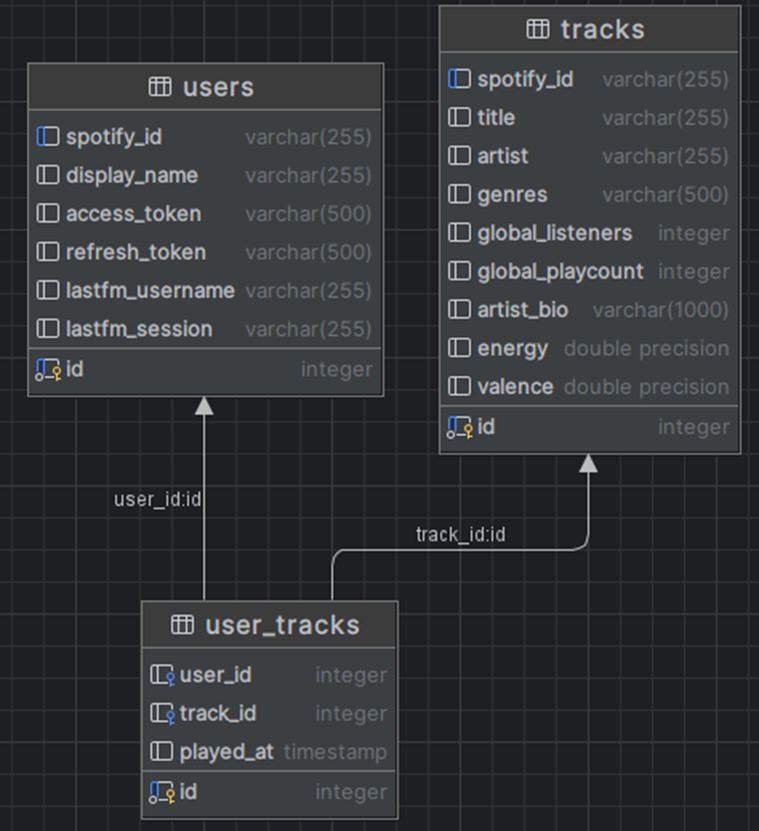 users
spotify_id varchar(255)
display_name varchar(255)
access_token varchar(500)
refresh_token varchar(500)
lastfm_username varchar(255)
lastfm_session varchar(255)
id integer
tracks
spotify_id varchar(255)
title varchar(255)
artist varchar(255)
genres varchar(500)
global_listeners integer
global_playcount integer
artist_bio varchar(1000)
energy double precision
valence double precision
id integer
user_id:id
track_id:id
user_tracks
user_id integer
track_id integer
played_at timestamp
id integer